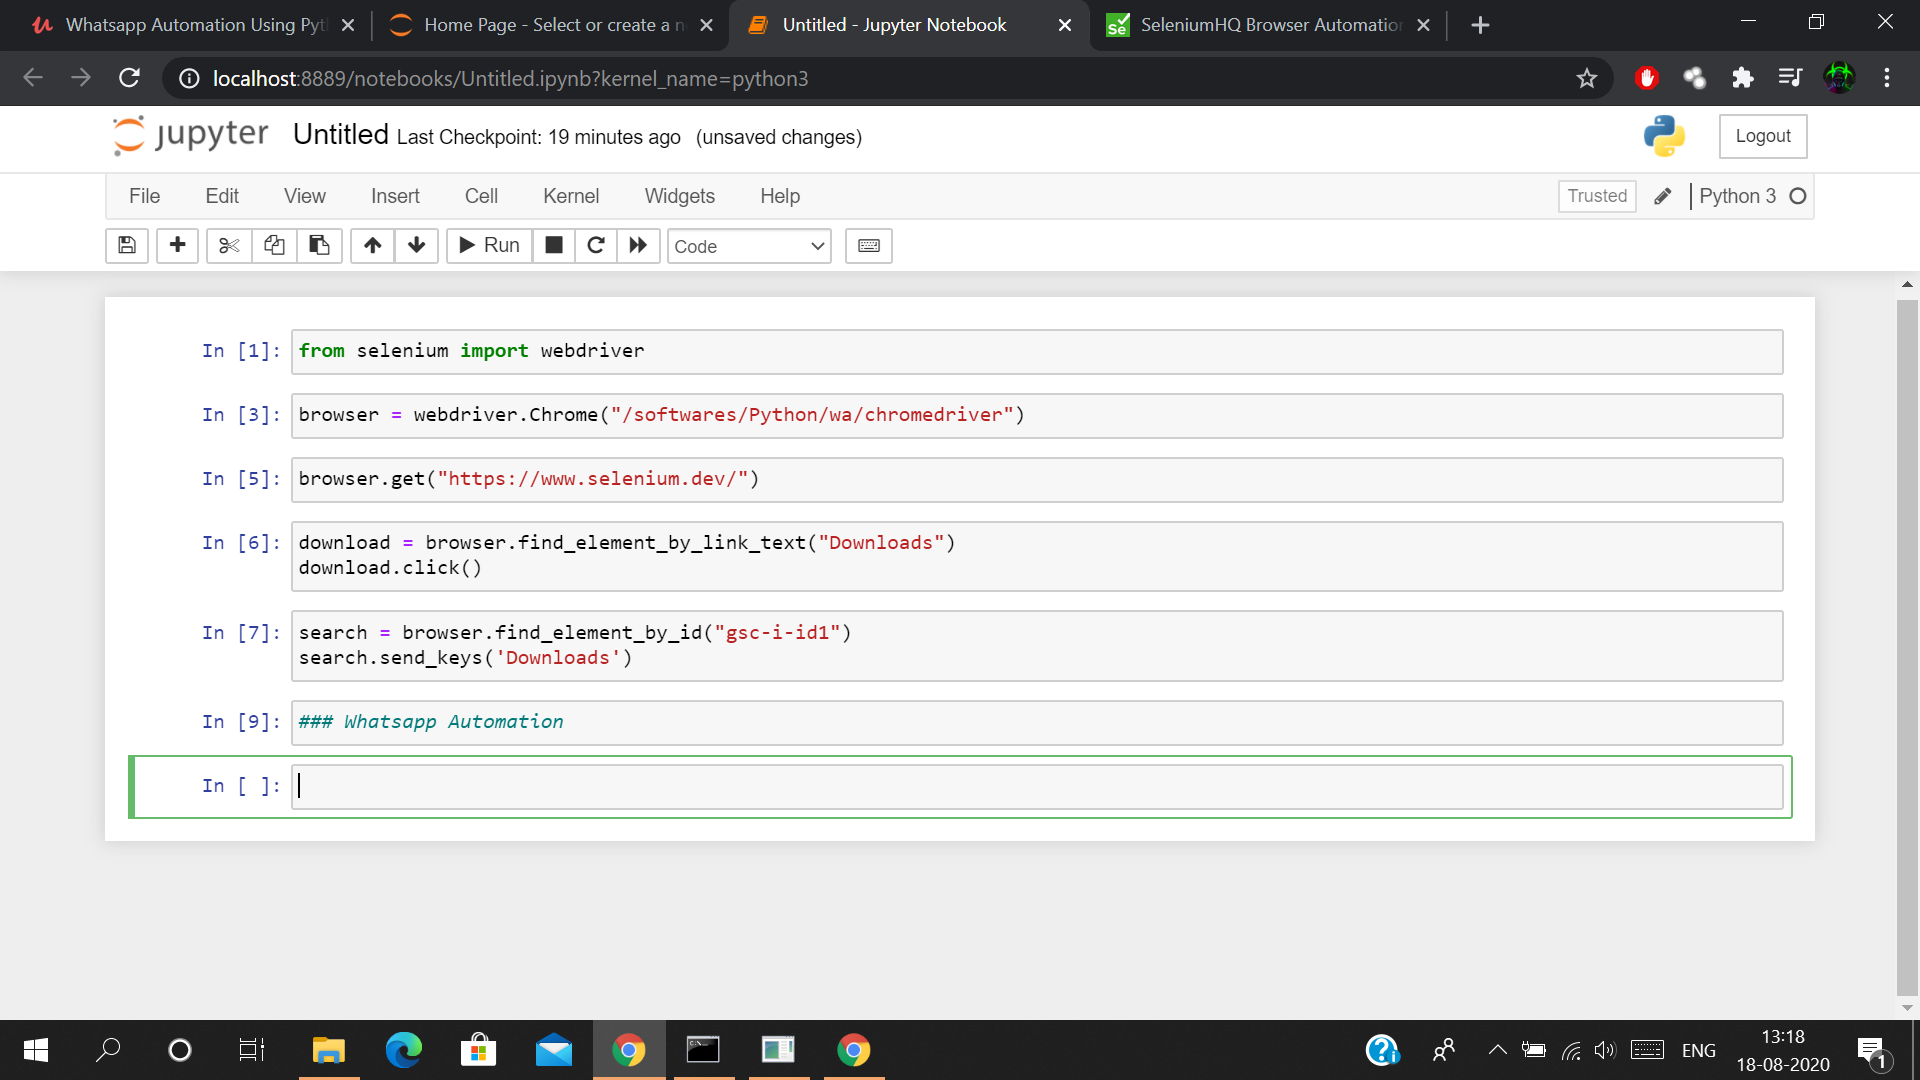 Whatsapp Automation Using Pyt
Home Page - Select or create a n
Untitled - Jupyter Notebook
SeleniumHQ Browser Automation
localhost:8889/notebooks/Untitled.ipynb?kernel_name=python3
jupyter Untitled Last Checkpoint: 19 minutes ago (unsaved changes)
Logout
File Edit View Insert Cell Kernel Widgets Help
Trusted Python 3
Run Code
In [1]: from selenium import webdriver
In [3]: browser = webdriver.Chrome("/softwares/Python/wa/chromedriver")
In [5]: browser.get("https://www.selenium.dev/")
In [6]: download = browser.find_element_by_link_text("Downloads")
download.click()
In [7]: search = browser.find_element_by_id("gsc-i-id1")
search.send_keys('Downloads')
In [9]: ### Whatsapp Automation
In [ ]:
ENG
13:18
18-08-2020
1